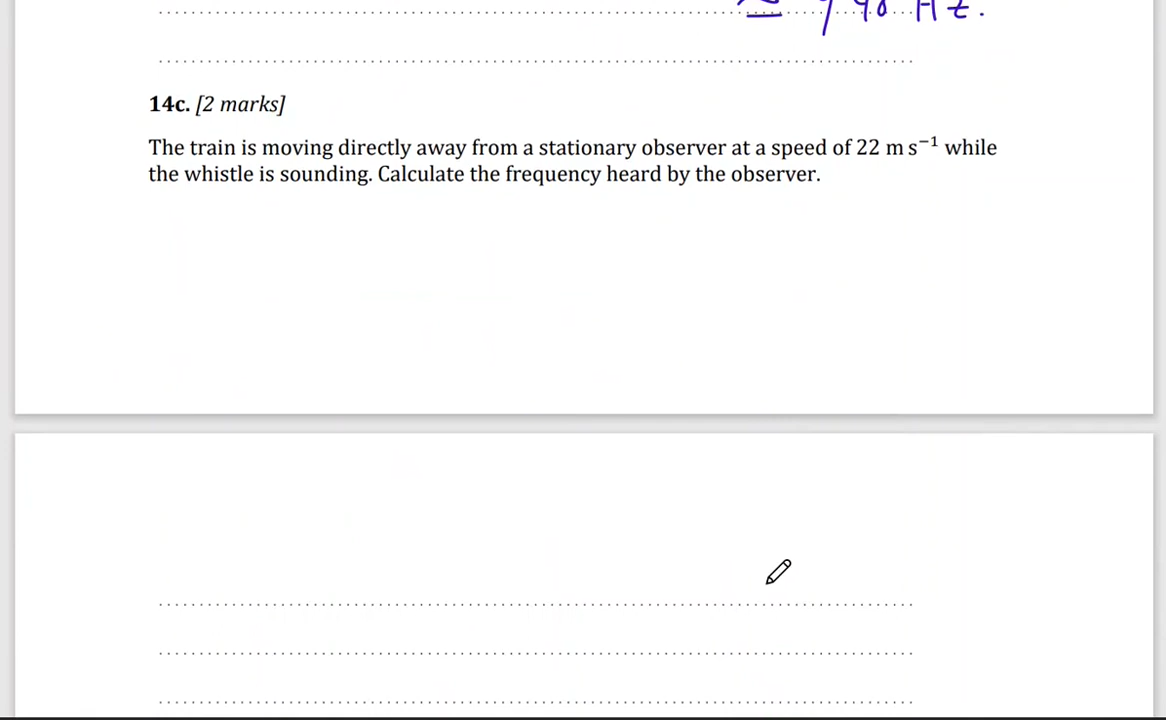 Hz.
14c. [2 marks]
The train is moving directly away from a stationary observer at a speed of 22 m s⁻¹ while
the whistle is sounding. Calculate the frequency heard by the observer.